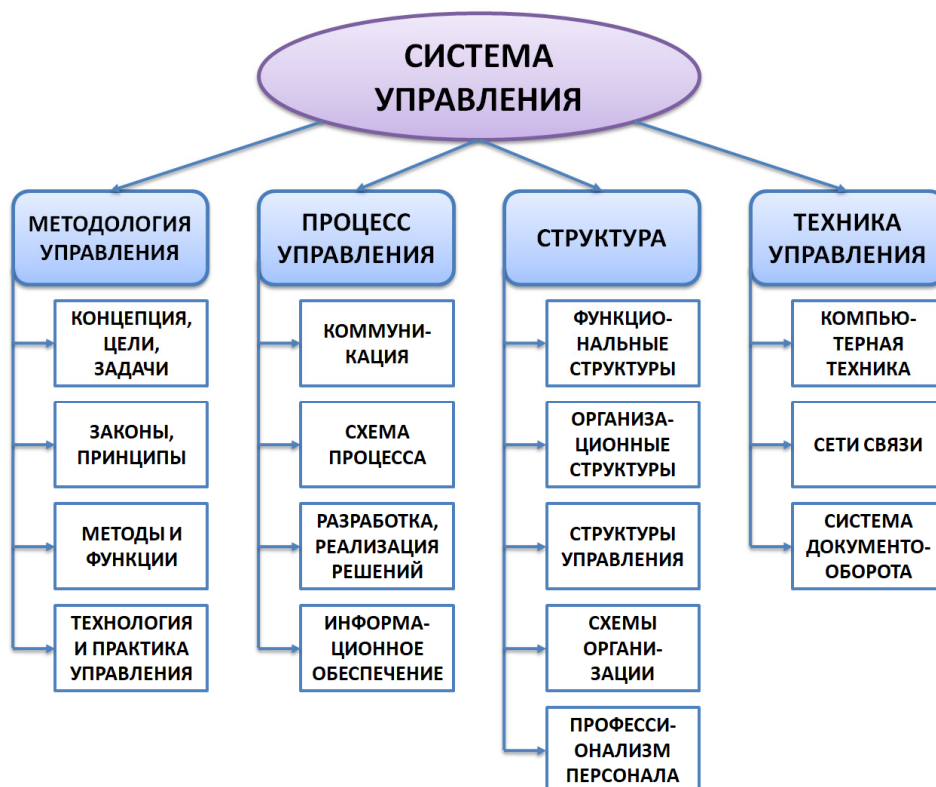 СИСТЕМА
УПРАВЛЕНИЯ
МЕТОДОЛОГИЯ
УПРАВЛЕНИЯ
КОНЦЕПЦИЯ,
ЦЕЛИ,
ЗАДАЧИ
ЗАКОНЫ,
ПРИНЦИПЫ
МЕТОДЫ И
ФУНКЦИИ
ТЕХНОЛОГИЯ
И ПРАКТИКА
УПРАВЛЕНИЯ
ПРОЦЕСС
УПРАВЛЕНИЯ
КОММУНИ-
КАЦИЯ
СХЕМА
ПРОЦЕССА
РАЗРАБОТКА,
РЕАЛИЗАЦИЯ
РЕШЕНИЙ
ИНФОРМА-
ЦИОННОЕ
ОБЕСПЕЧЕНИЕ
СТРУКТУРА
ФУНКЦИО-
НАЛЬНЫЕ
СТРУКТУРЫ
ОРГАНИЗА-
ЦИОННЫЕ
СТРУКТУРЫ
СТРУКТУРЫ
УПРАВЛЕНИЯ
СХЕМЫ
ОРГАНИ-
ЗАЦИИ
ПРОФЕССИ-
ОНАЛИЗМ
ПЕРСОНАЛА
ТЕХНИКА
УПРАВЛЕНИЯ
КОМПЬЮ-
ТЕРНАЯ
ТЕХНИКА
СЕТИ СВЯЗИ
СИСТЕМА
ДОКУМЕНТО-
ОБОРОТА